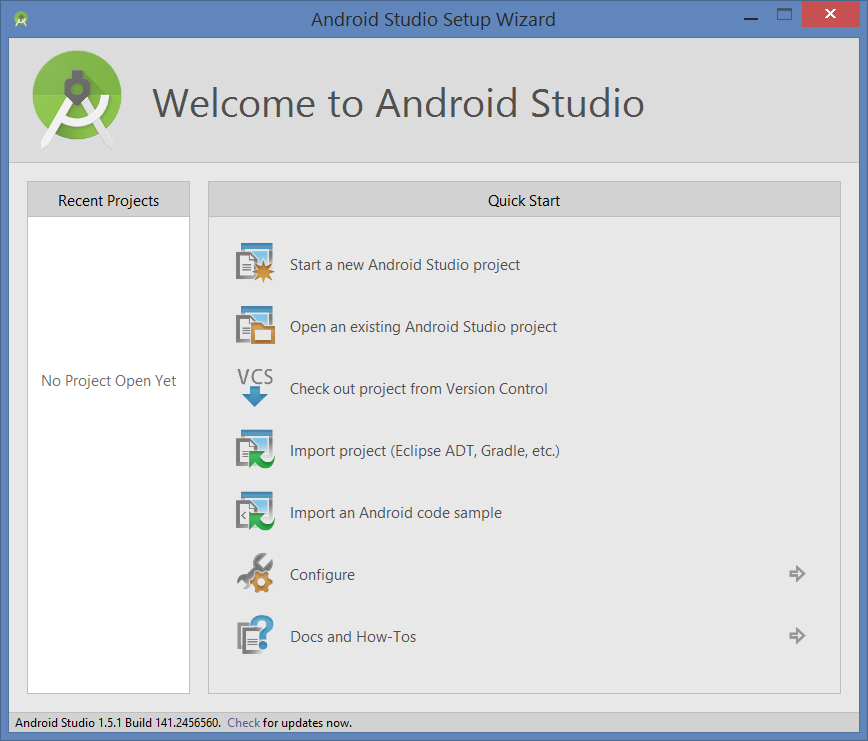 Android Studio Setup Wizard
Welcome to Android Studio
Recent Projects
No Project Open Yet
Quick Start
Start a new Android Studio project
Open an existing Android Studio project
VCS
Check out project from Version Control
Import project (Eclipse ADT, Gradle, etc.)
Import an Android code sample
Configure
Docs and How-Tos
Android Studio 1.5.1 Build 141.2456560. Check for updates now.